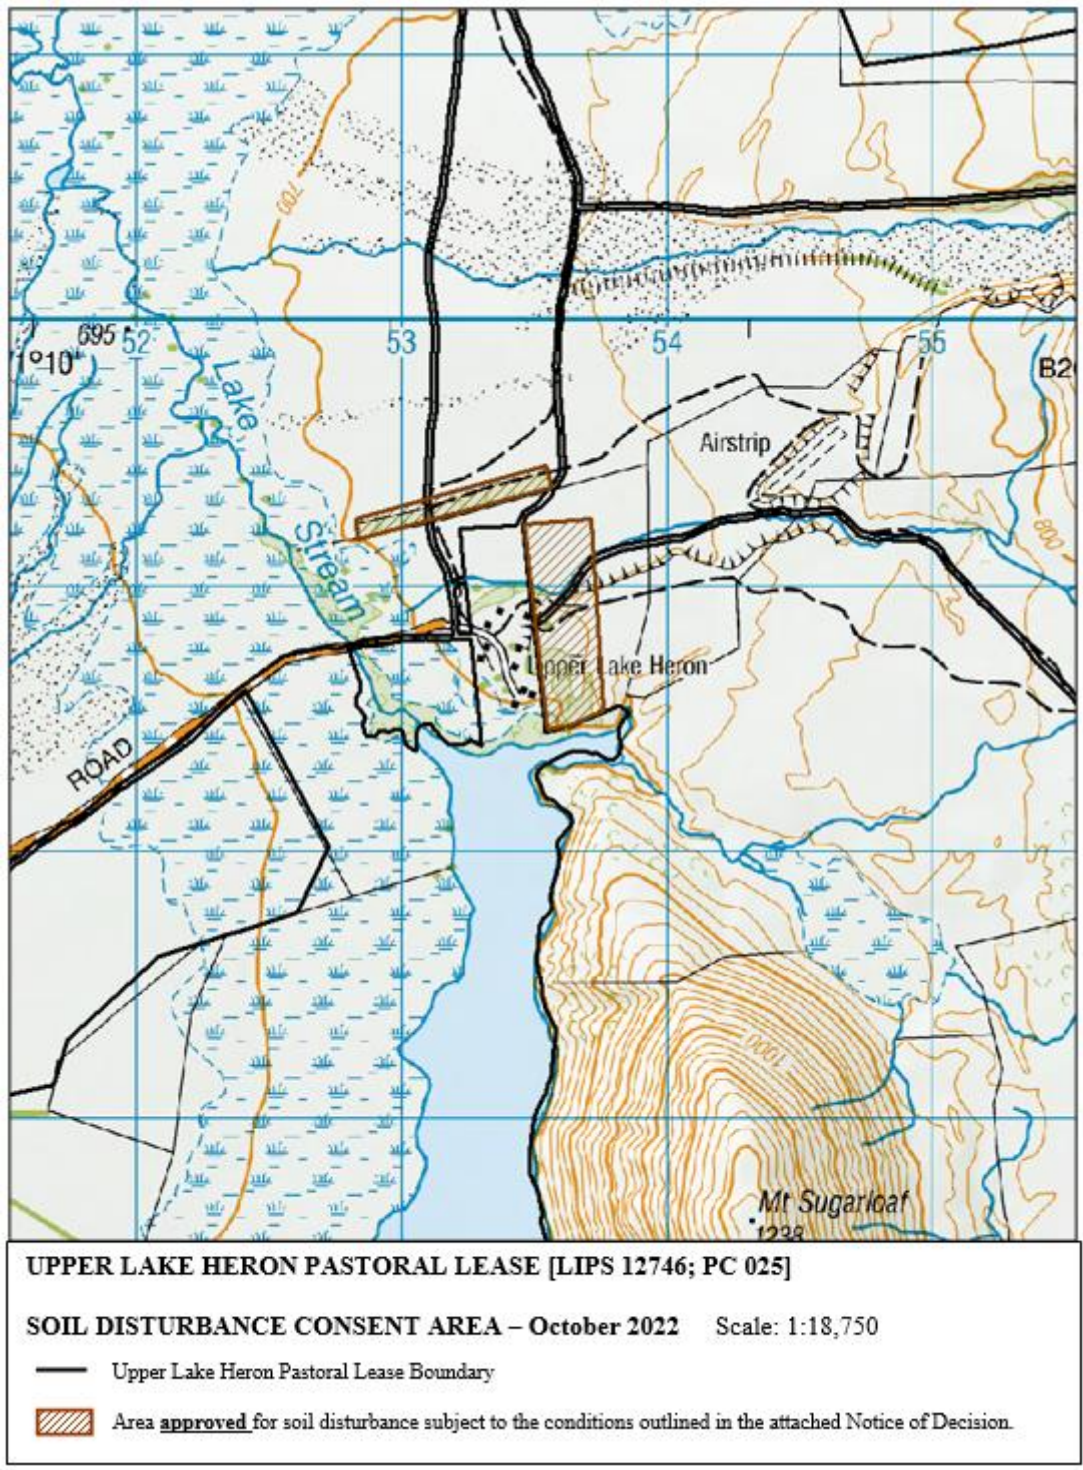 700
695
52
53
54
55
1°10'
B2
Lake
Airstrip
Stream
800
Upper Lake Heron
ROAD
1000
Mt Sugarloaf
1238
UPPER LAKE HERON PASTORAL LEASE [LIPS 12746; PC 025]
SOIL DISTURBANCE CONSENT AREA – October 2022 Scale: 1:18,750
Upper Lake Heron Pastoral Lease Boundary
Area approved for soil disturbance subject to the conditions outlined in the attached Notice of Decision.